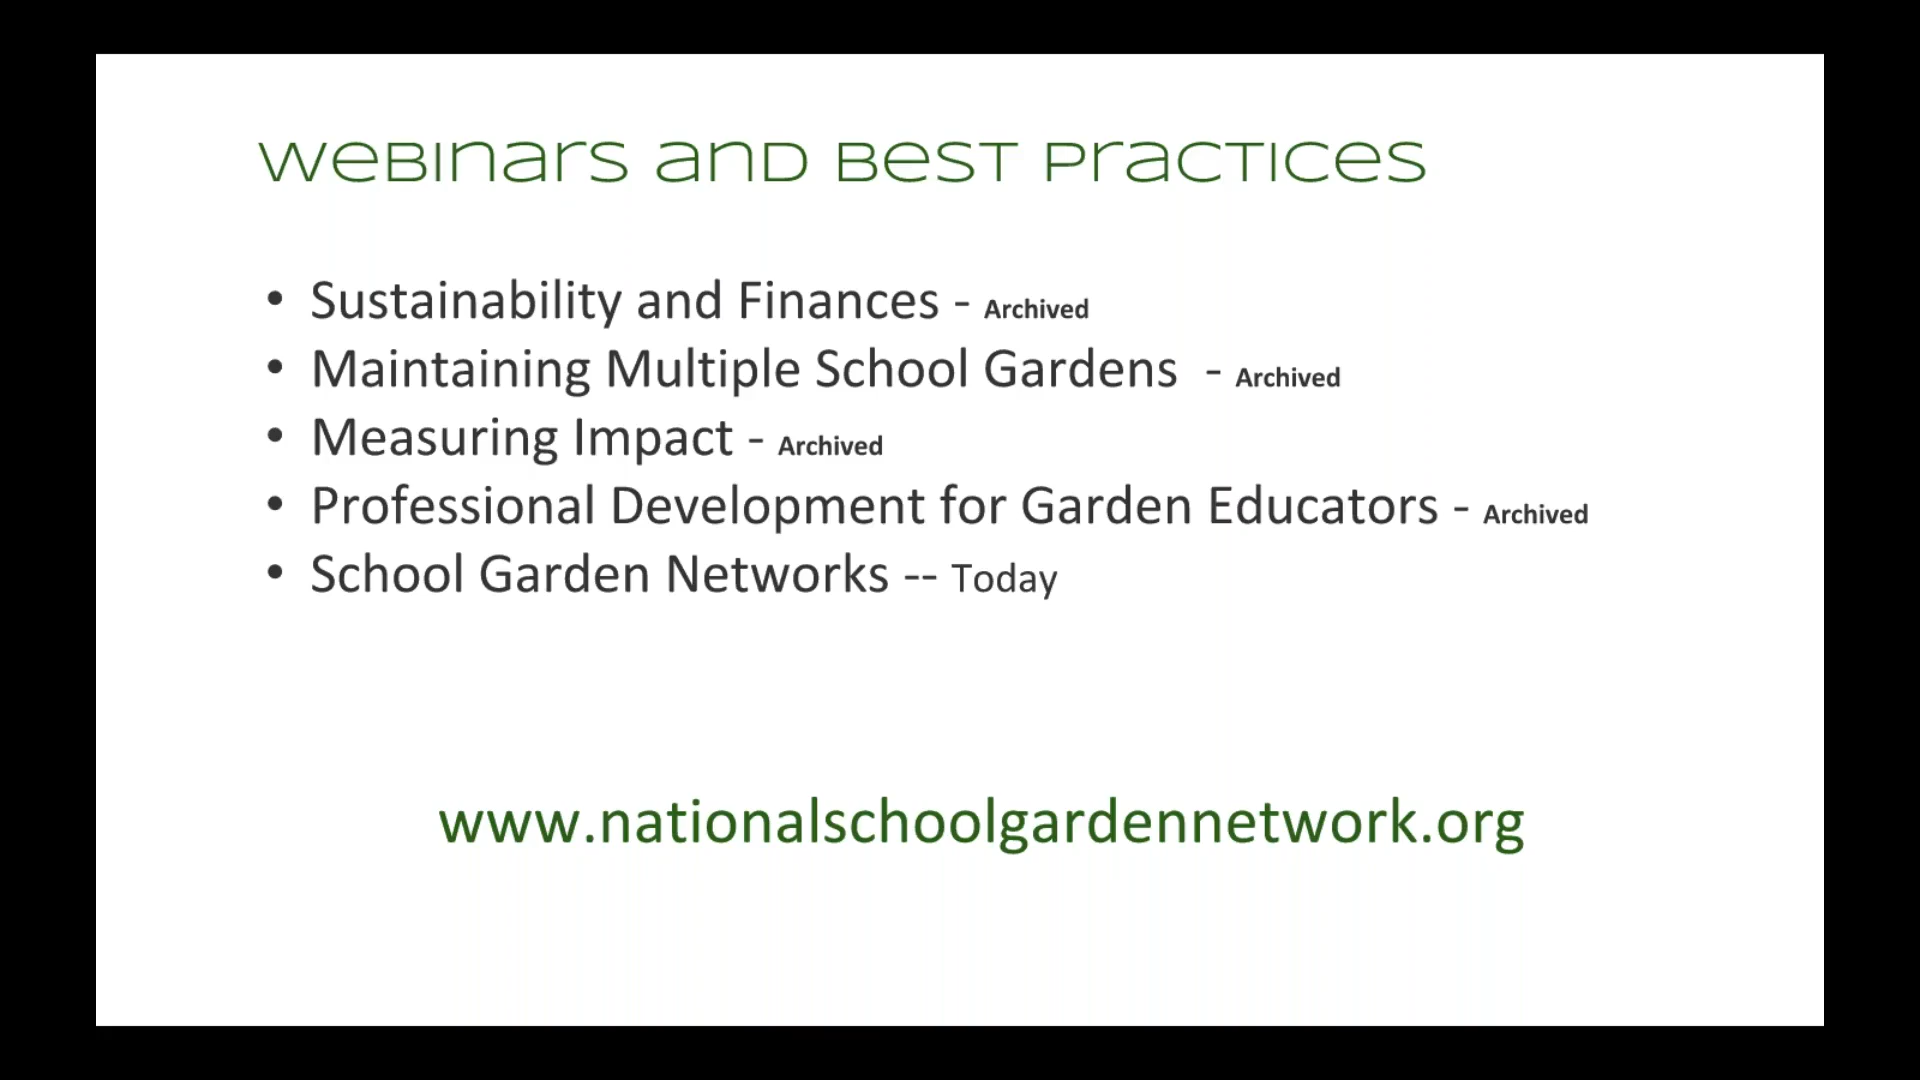 Webinars and Best Practices
• Sustainability and Finances - Archived
• Maintaining Multiple School Gardens - Archived
• Measuring Impact - Archived
• Professional Development for Garden Educators - Archived
• School Garden Networks -- Today
www.nationalschoolgardennetwork.org